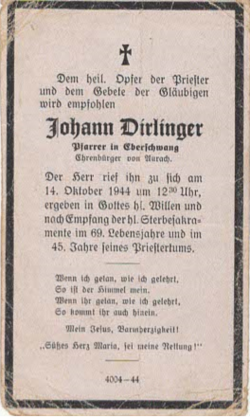 Dem heil. Opfer der Priester
und dem Gebete der Gläubigen
wird empfohlen
Johann Dirlinger
Pfarrer in Eberschwang
Ehrenbürger von Aurach.
Der Herr rief ihn zu sich am
14. Oktober 1944 um 12³⁰ Uhr,
ergeben in Gottes hl. Willen und
nach Empfang der hl. Sterbesakra-
mente im 69. Lebensjahre und im
45. Jahre seines Priestertums.
Wenn ich getan, wie ich gelehrt,
So ist der Himmel mein.
Wenn ihr getan, wie ich gelehrt,
So kommt ihr auch hinein.
Mein Jesus, Barmherzigkeit!
„Süßes Herz Maria, sei meine Rettung!"
4004—44